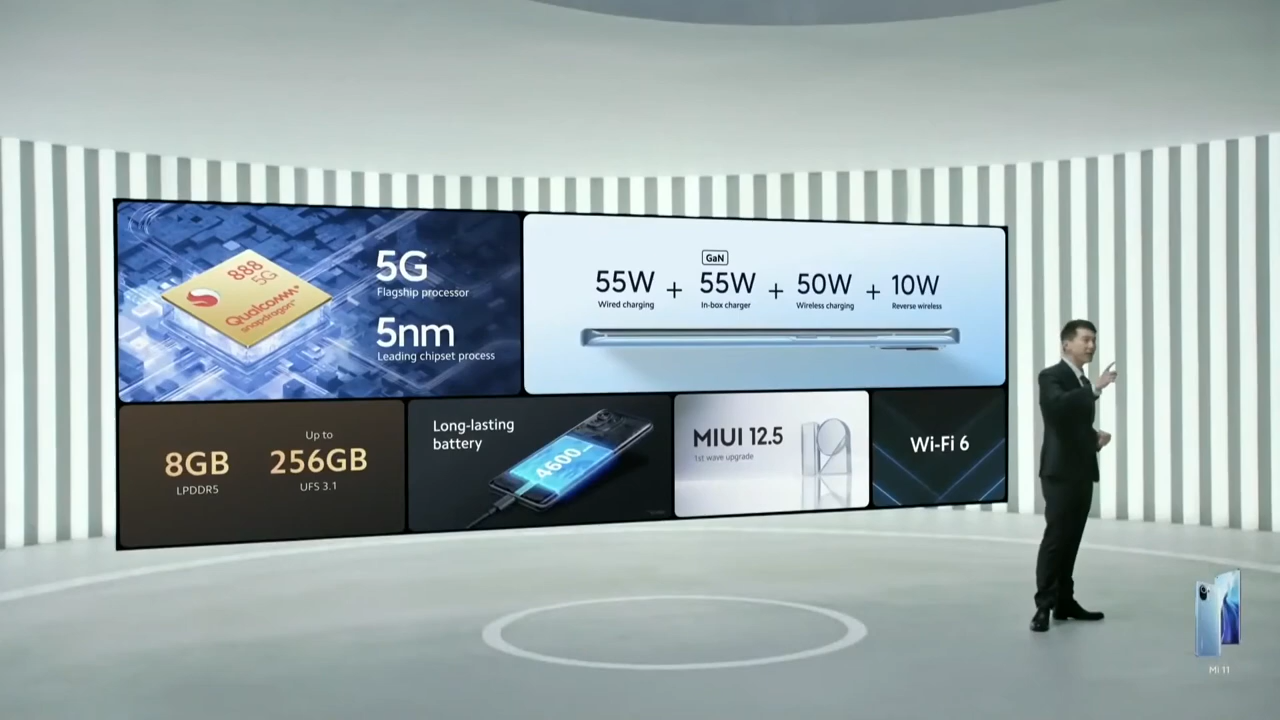 888
5G
Qualcomm
snapdragon
5G
Flagship processor
5nm
Leading chipset process
GaN
55W + 55W + 50W + 10W
Wired charging In-box charger Wireless charging Reverse wireless
8GB
LPDDR5
Up to
256GB
UFS 3.1
Long-lasting
battery
4600
MIUI 12.5
1st wave upgrade
Wi-Fi 6
Mi 11